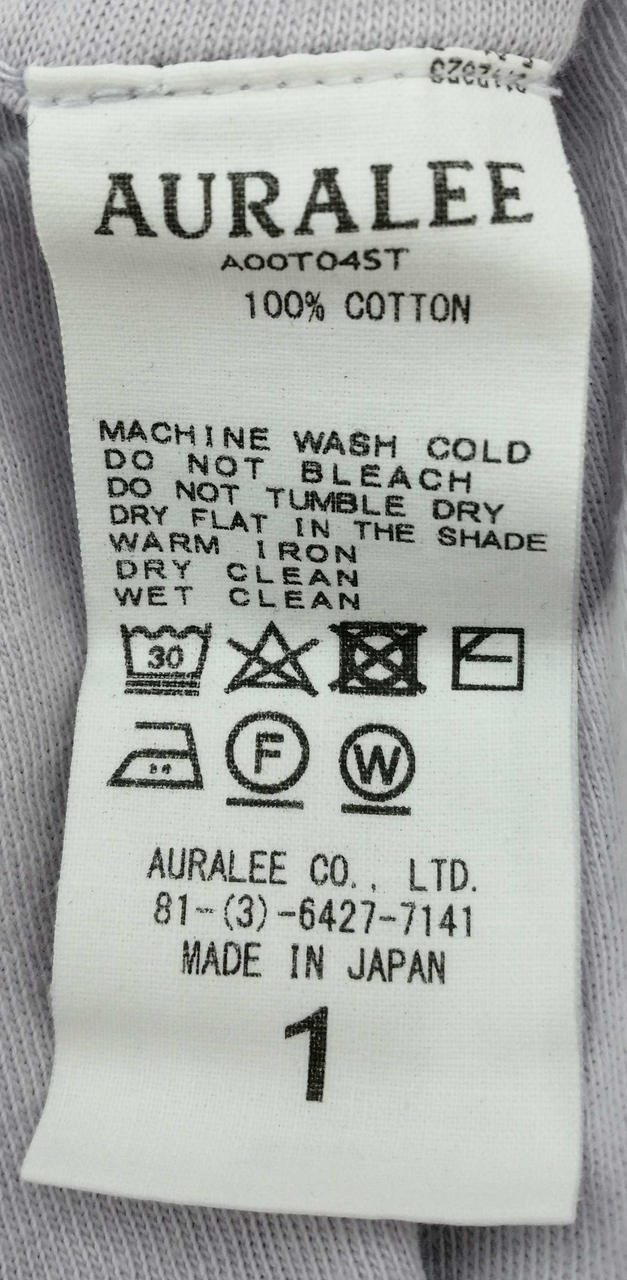 AURALEE
A00T04ST
100% COTTON
MACHINE WASH COLD
DO NOT BLEACH
DO NOT TUMBLE DRY
DRY FLAT IN THE SHADE
WARM IRON
DRY CLEAN
WET CLEAN
30
F W
AURALEE CO., LTD.
81-(3)-6427-7141
MADE IN JAPAN
1